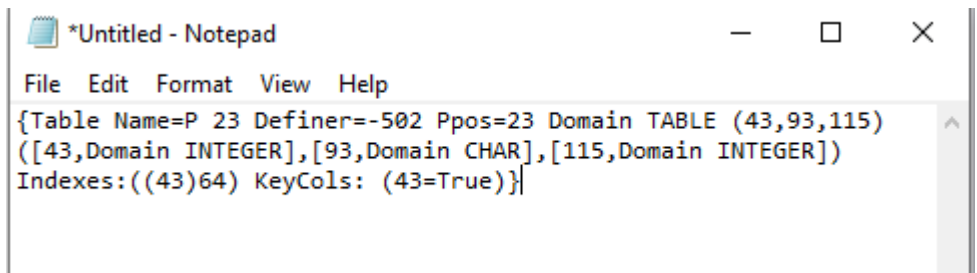 *Untitled - Notepad
File Edit Format View Help
{Table Name=P 23 Definer=-502 Ppos=23 Domain TABLE (43,93,115)
([43,Domain INTEGER],[93,Domain CHAR],[115,Domain INTEGER])
Indexes:((43)64) KeyCols: (43=True)}